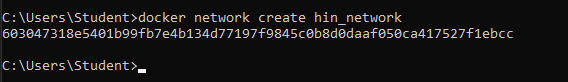 C:\Users\Student>docker network create hin_network
603047318e5401b99fb7e4b134d77197f9845c0b8d0daaf050ca417527f1ebcc
C:\Users\Student>